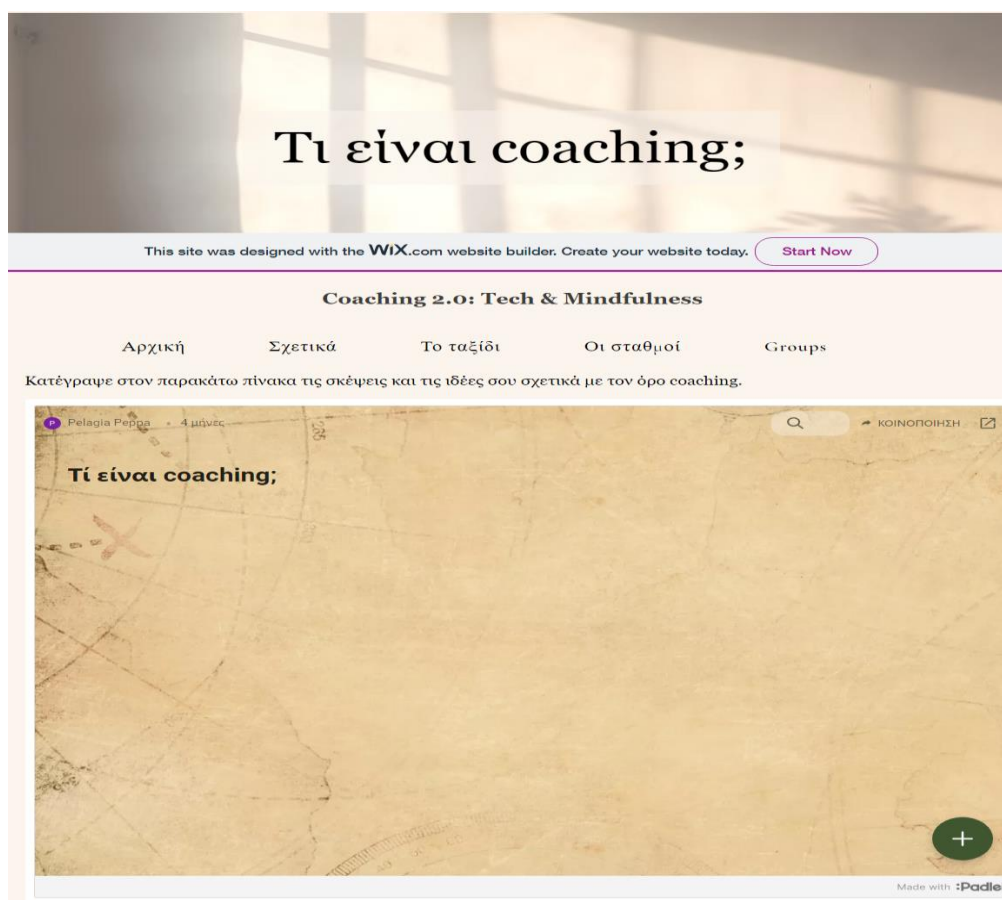 Τι είναι coaching;
This site was designed with the WiX.com website builder. Create your website today. Start Now
Coaching 2.0: Tech & Mindfulness
Αρχική Σχετικά Το ταξίδι Οι σταθμοί Groups
Κατέγραψε στον παρακάτω πίνακα τις σκέψεις και τις ιδέες σου σχετικά με τον όρο coaching.
P Pelagia Peppa • 4 μήνες ΚΟΙΝΟΠΟΙΗΣΗ
Τί είναι coaching;
Made with :Padle